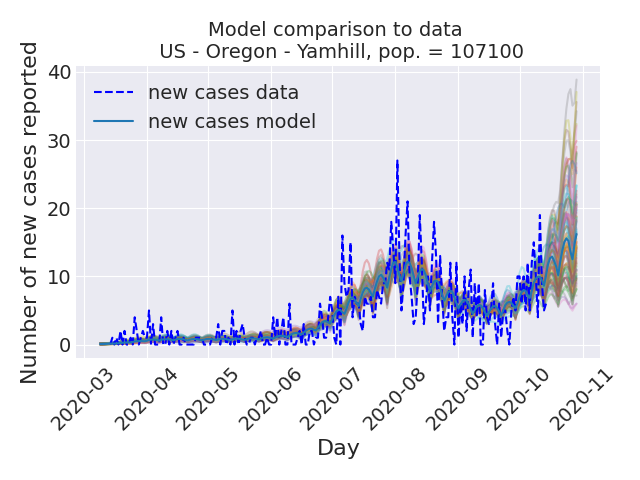 Model comparison to data
US - Oregon - Yamhill, pop. = 107100
Number of new cases reported
40
30
20
10
0
new cases data
new cases model
2020-03
2020-04
2020-05
2020-06
2020-07
2020-08
2020-09
2020-10
2020-11
Day